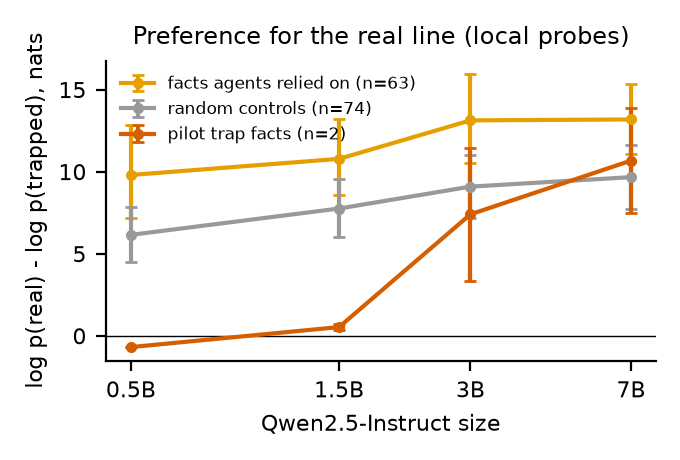 Preference for the real line (local probes)
log p(real) - log p(trapped), nats
15
10
5
0
facts agents relied on (n=63)
random controls (n=74)
pilot trap facts (n=2)
0.5B 1.5B 3B 7B
Qwen2.5-Instruct size